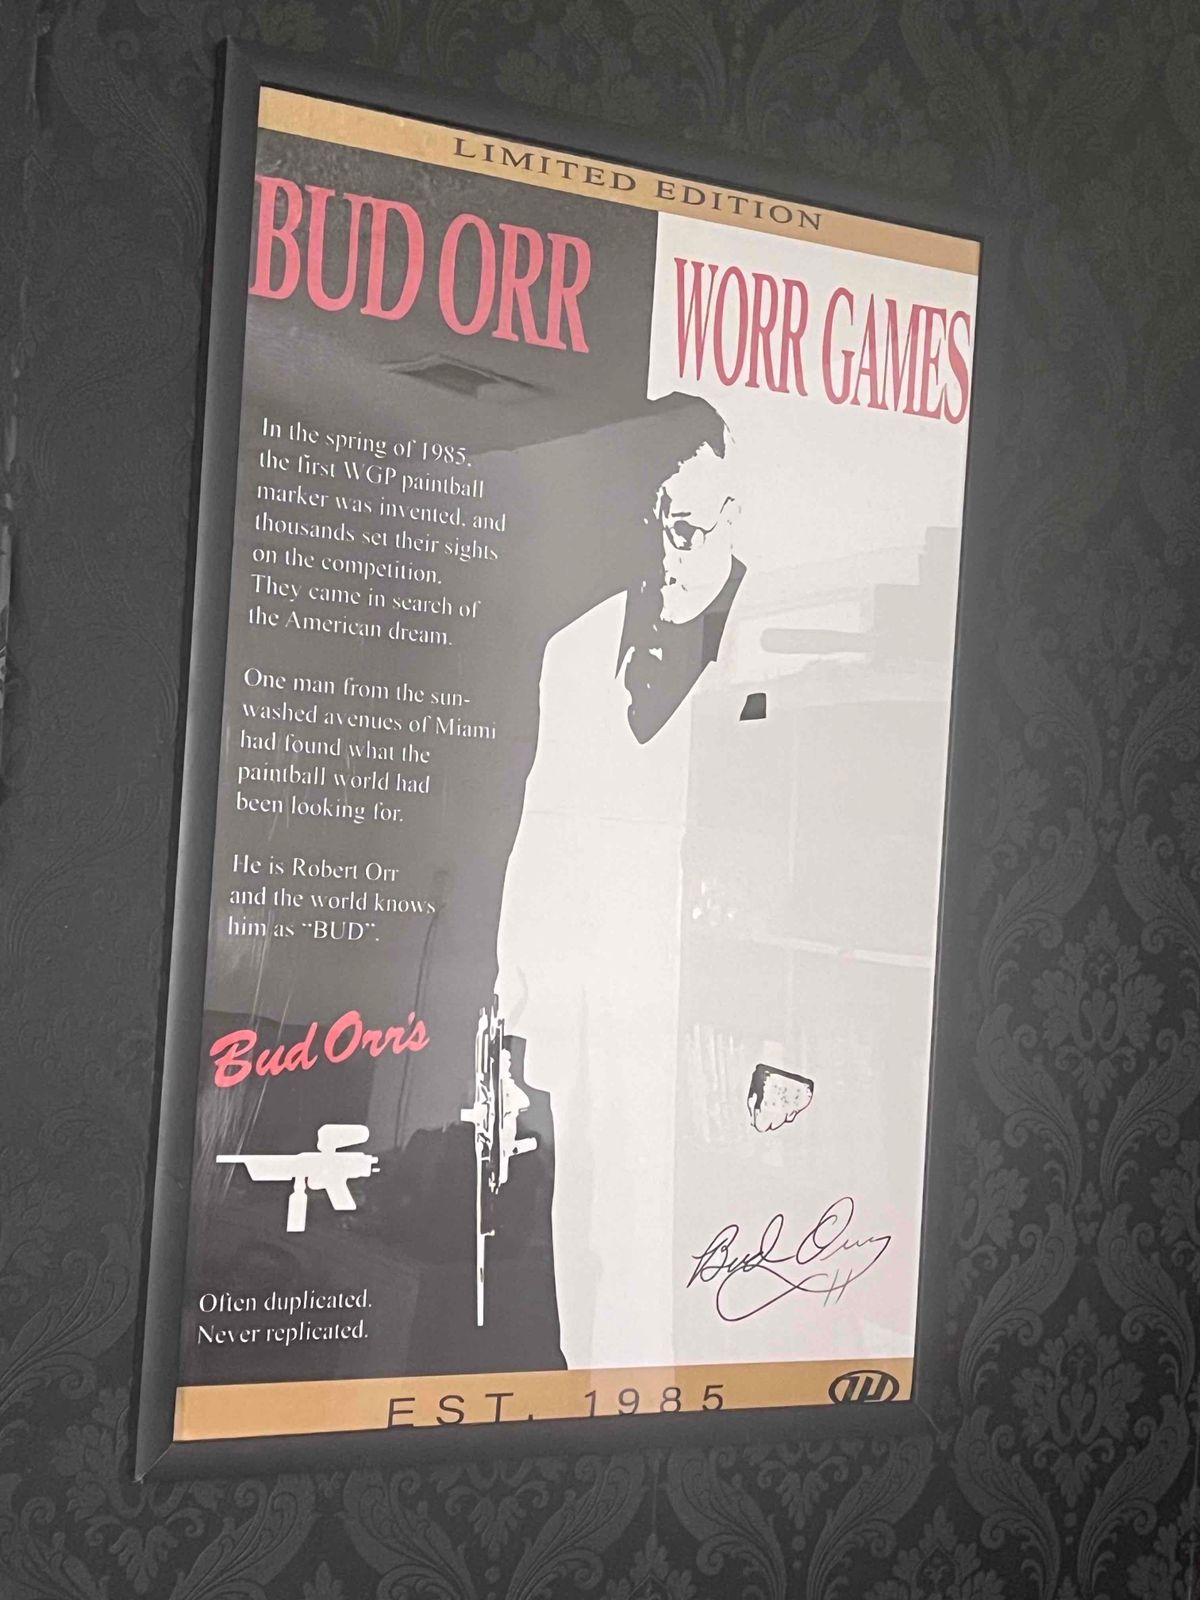 LIMITED EDITION
BUD ORR
WORR GAMES
In the spring of 1985,
the first WGP paintball
marker was invented, and
thousands set their sights
on the competition.
They came in search of
the American dream.
One man from the sun-
washed avenues of Miami
had found what the
paintball world had
been looking for.
He is Robert Orr
and the world knows
him as “BUD”.
Bud Orr's
Often duplicated.
Never replicated.
Bud Orr
EST. 1985